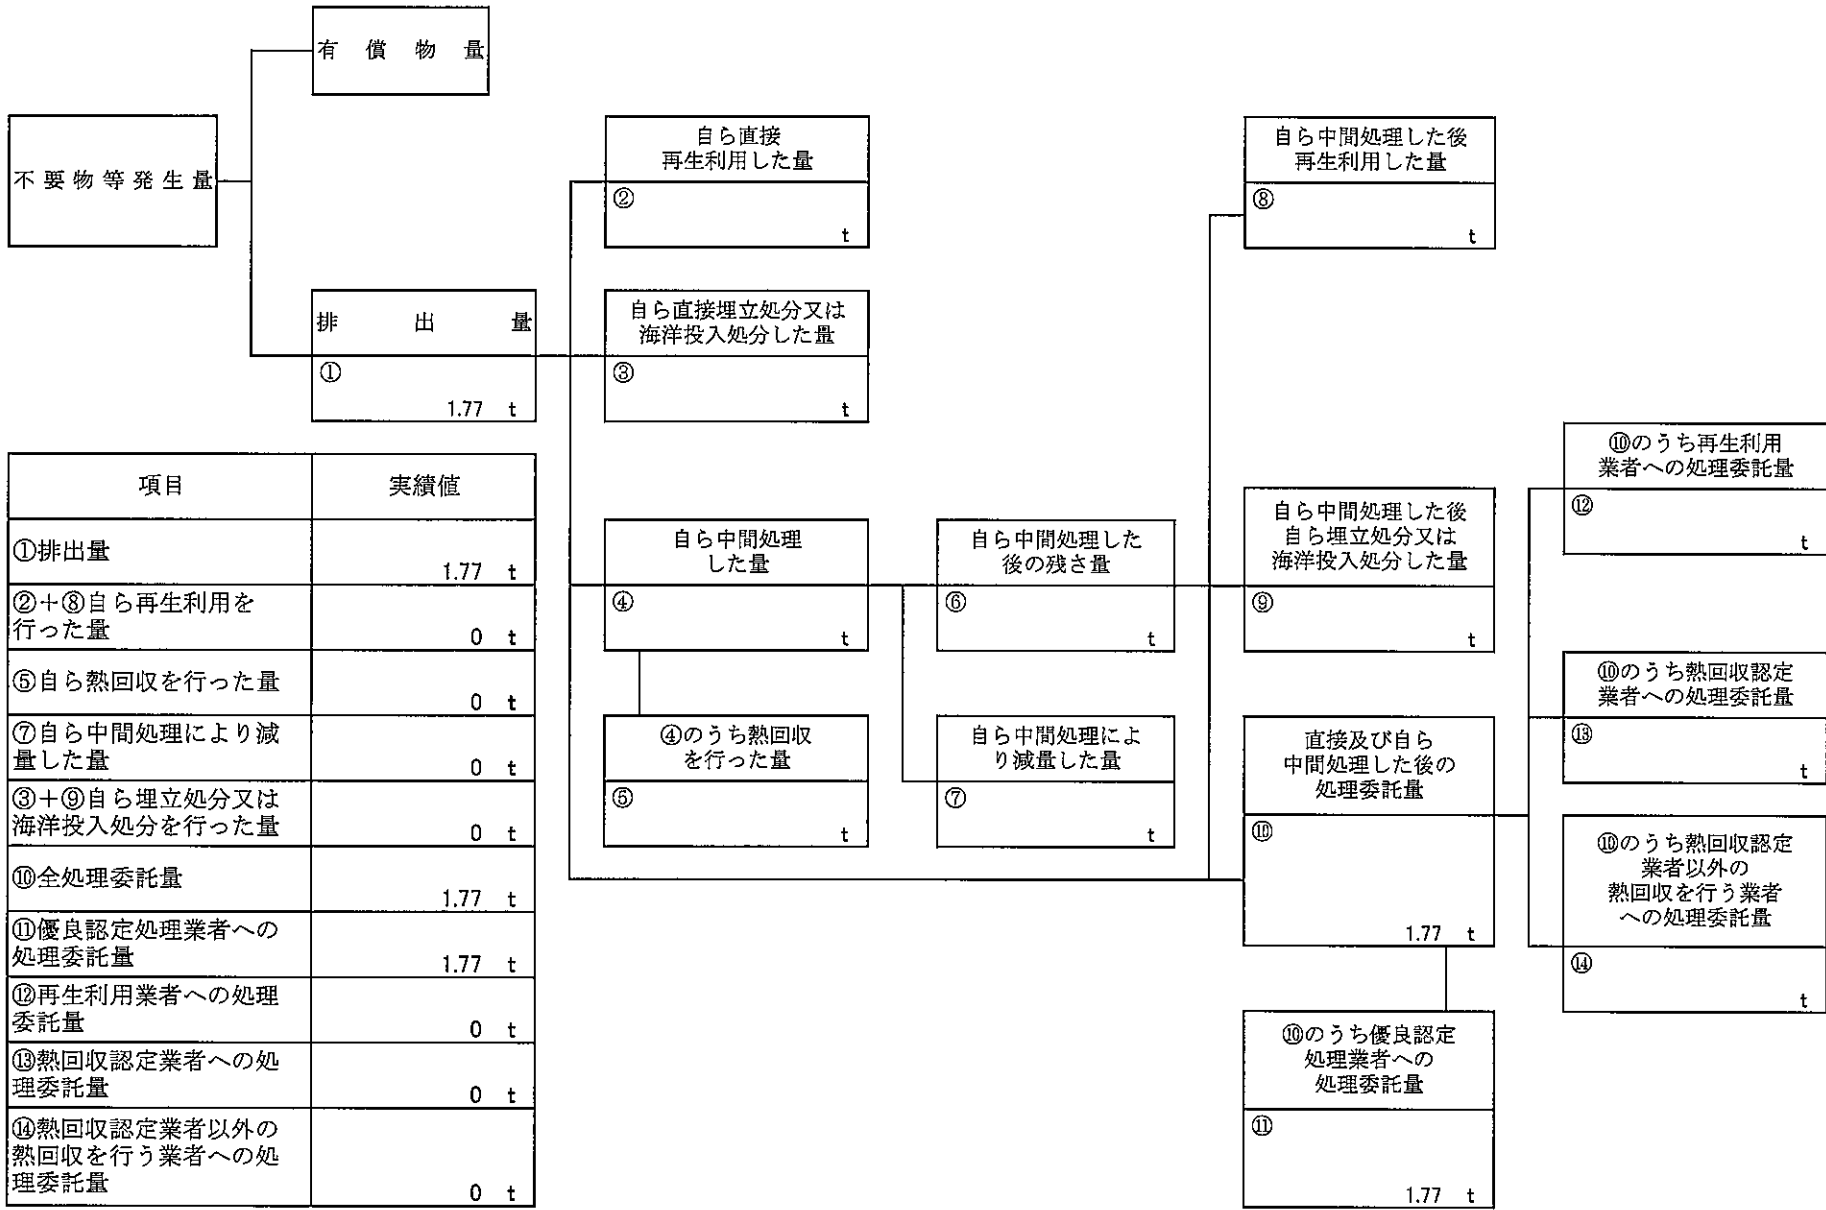 有償物量
不要物等発生量
排出量
①
1.77 t
自ら直接
再生利用した量
②
t
自ら直接埋立処分又は
海洋投入処分した量
③
t
自ら中間処理
した量
④
t
④のうち熱回収
を行った量
⑤
t
自ら中間処理した
後の残さ量
⑥
t
自ら中間処理によ
り減量した量
⑦
t
自ら中間処理した後
再生利用した量
⑧
t
自ら中間処理した後
自ら埋立処分又は
海洋投入処分した量
⑨
t
直接及び自ら
中間処理した後の
処理委託量
⑩
1.77 t
⑩のうち優良認定
処理業者への
処理委託量
⑪
1.77 t
⑩のうち再生利用
業者への処理委託量
⑫
t
⑩のうち熱回収認定
業者への処理委託量
⑬
t
⑩のうち熱回収認定
業者以外の
熱回収を行う業者
への処理委託量
⑭
t
項目 実績値
①排出量
1.77 t
②+⑧自ら再生利用を
行った量
0 t
⑤自ら熱回収を行った量
0 t
⑦自ら中間処理により減
量した量
0 t
③+⑨自ら埋立処分又は
海洋投入処分を行った量
0 t
⑩全処理委託量
1.77 t
⑪優良認定処理業者への
処理委託量
1.77 t
⑫再生利用業者への処理
委託量
0 t
⑬熱回収認定業者への処
理委託量
0 t
⑭熱回収認定業者以外の
熱回収を行う業者への処
理委託量
0 t